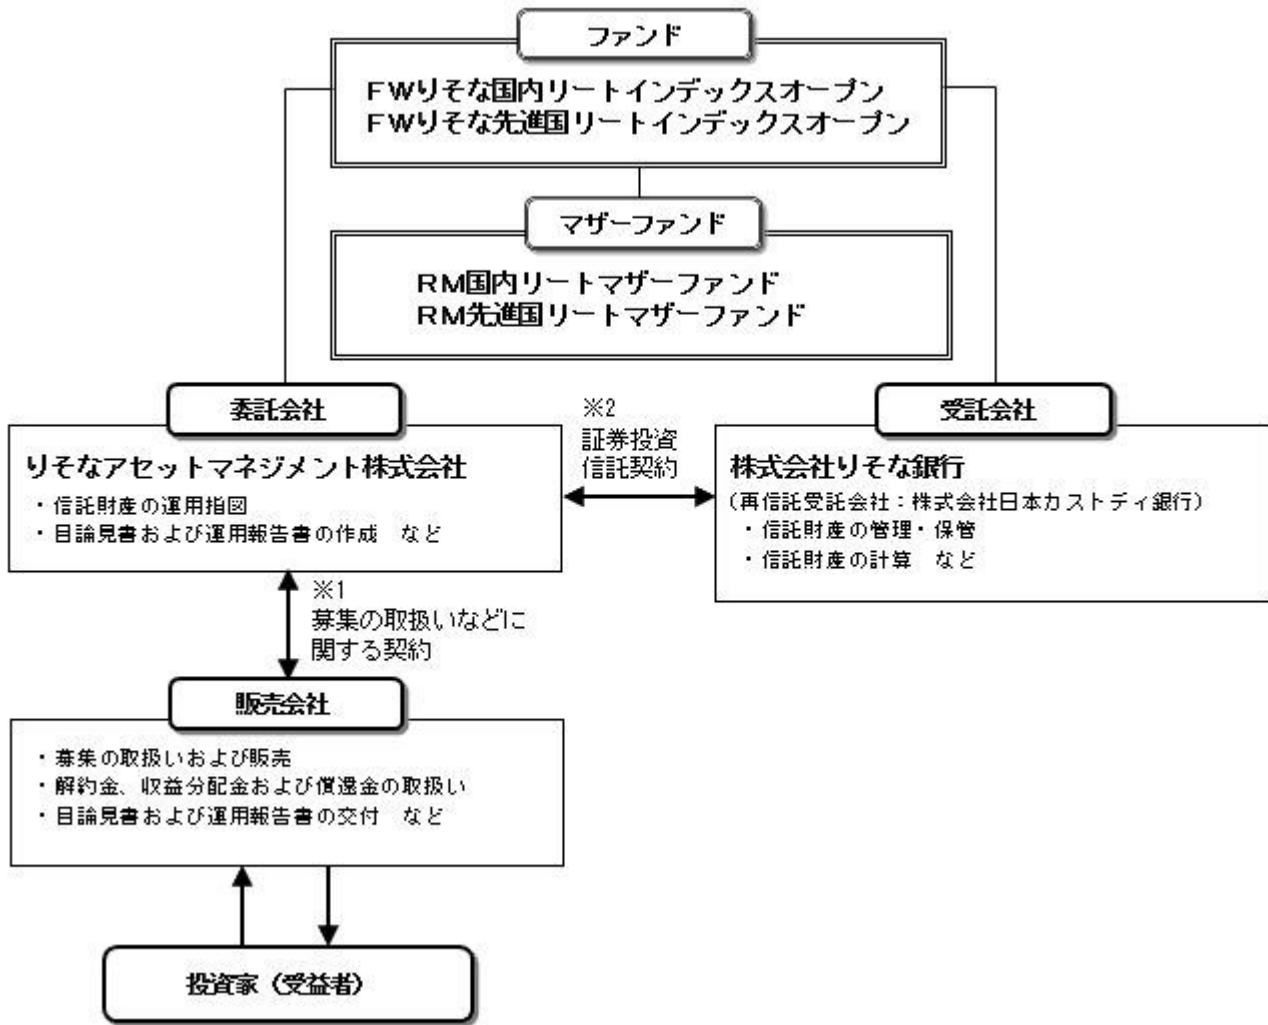 ファンド
FWりそな国内リートインデックスオープン
FWりそな先進国リートインデックスオープン
マザーファンド
RM国内リートマザーファンド
RM先進国リートマザーファンド
委託会社
りそなアセットマネジメント株式会社
・信託財産の運用指図
・目論見書および運用報告書の作成　など
※2
証券投資
信託契約
受託会社
株式会社りそな銀行
(再信託受託会社：株式会社日本カストディ銀行)
・信託財産の管理・保管
・信託財産の計算　など
※1
募集の取扱いなどに
関する契約
販売会社
・募集の取扱いおよび販売
・解約金、収益分配金および償還金の取扱い
・目論見書および運用報告書の交付　など
投資家（受益者）